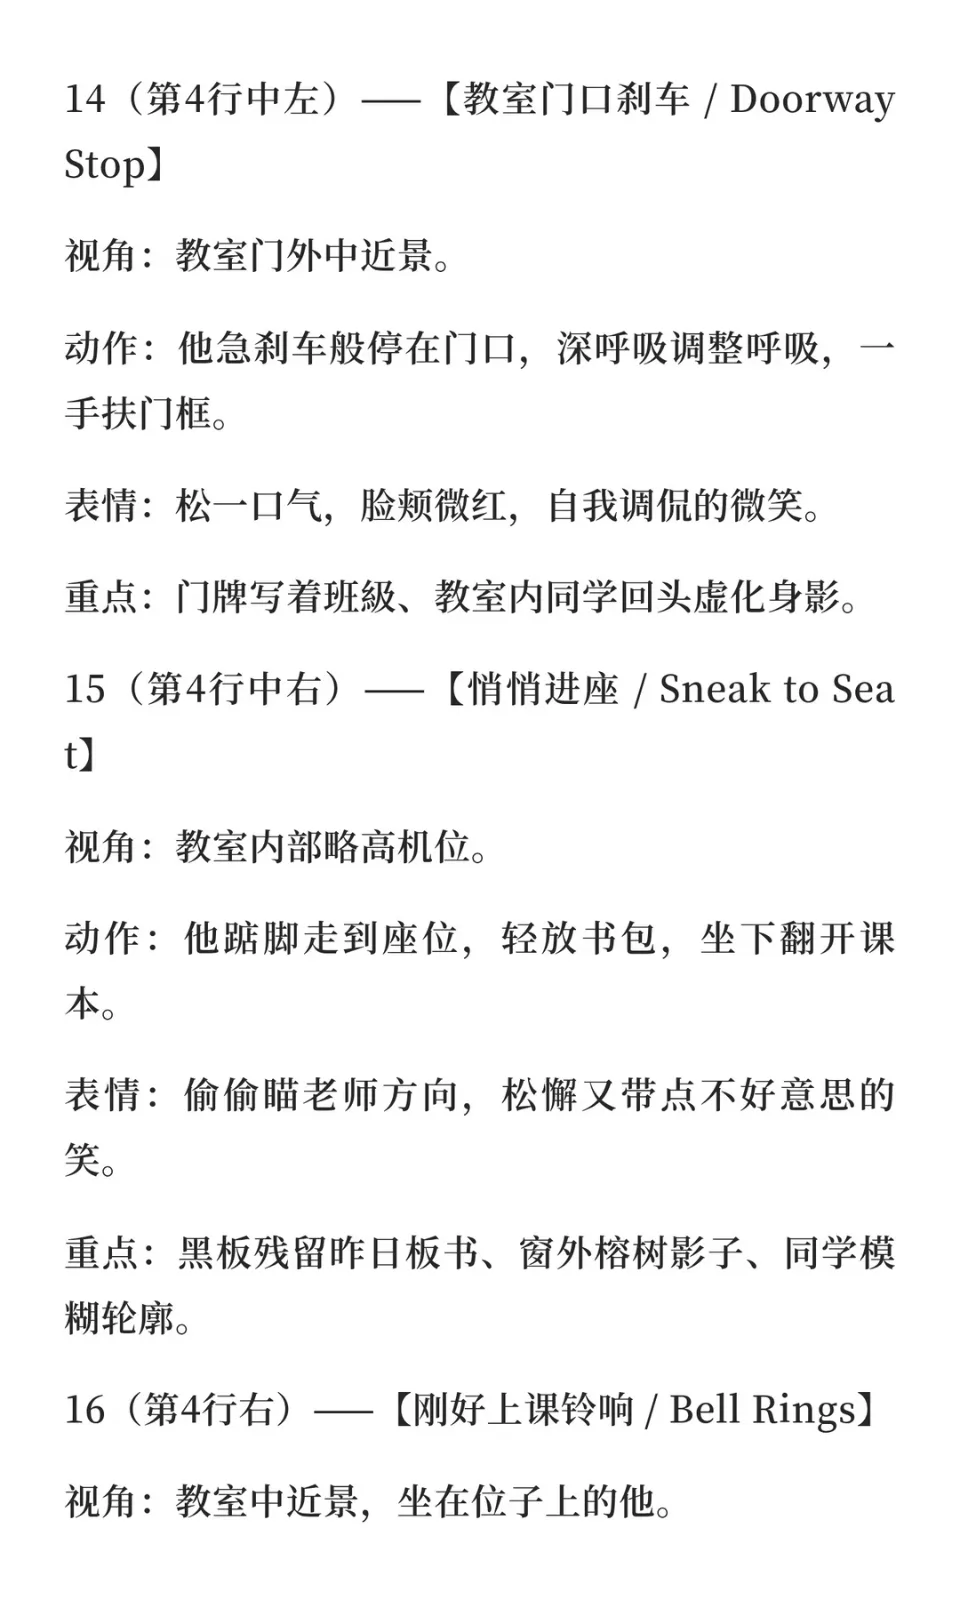 14（第4行中左）——【教室门口刹车 / Doorway
Stop】
视角：教室门外中近景。
动作：他急刹车般停在门口，深呼吸调整呼吸，一
手扶门框。
表情：松一口气，脸颊微红，自我调侃的微笑。
重点：门牌写着班級、教室内同学回头虚化身影。
15（第4行中右）——【悄悄进座 / Sneak to Sea
t】
视角：教室内部略高机位。
动作：他踮脚走到座位，轻放书包，坐下翻开课
本。
表情：偷偷瞄老师方向，松懈又带点不好意思的
笑。
重点：黑板残留昨日板书、窗外榕树影子、同学模
糊轮廓。
16（第4行右）——【刚好上课铃响 / Bell Rings】
视角：教室中近景，坐在位子上的他。